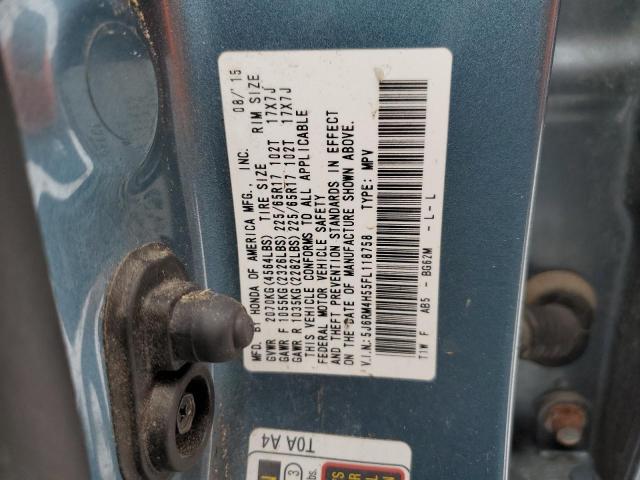 MFD. BY HONDA OF AMERICA MFG., INC. 08/'15
GVWR 2070KG(4564LBS) TIRE SIZE RIM SIZE
GAWR F 1055KG(2326LBS) 225/65R17 102T 17X7J
GAWR R 1035KG(2282LBS) 225/65R17 102T 17X7J
THIS VEHICLE CONFORMS TO ALL APPLICABLE
FEDERAL MOTOR VEHICLE SAFETY
AND THEFT PREVENTION STANDARDS IN EFFECT
ON THE DATE OF MANUFACTURE SHOWN ABOVE.
V.I.N.:5J6RM4H55FL118758 TYPE: MPV
T1W F AB5 - BG62M - L - L
T0A A4
3